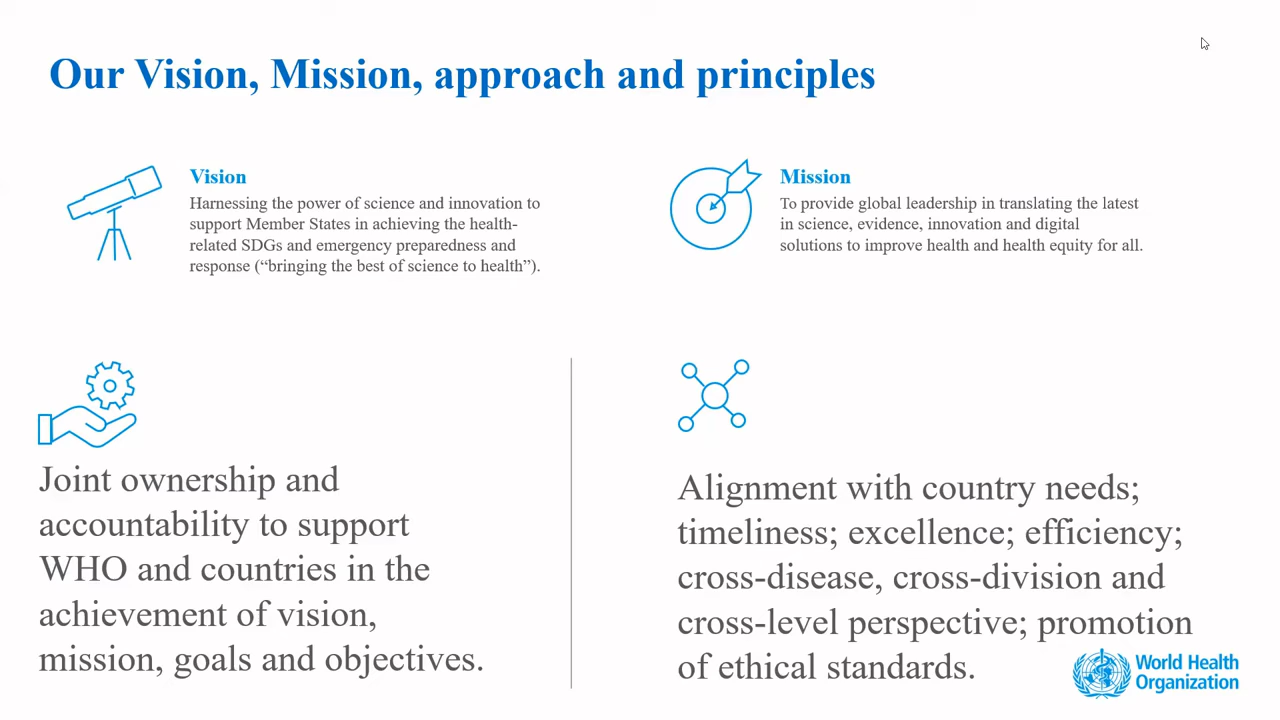 Our Vision, Mission, approach and principles
Vision
Harnessing the power of science and innovation to
support Member States in achieving the health-
related SDGs and emergency preparedness and
response (“bringing the best of science to health”).
Mission
To provide global leadership in translating the latest
in science, evidence, innovation and digital
solutions to improve health and health equity for all.
Joint ownership and
accountability to support
WHO and countries in the
achievement of vision,
mission, goals and objectives.
Alignment with country needs;
timeliness; excellence; efficiency;
cross-disease, cross-division and
cross-level perspective; promotion
of ethical standards.
World Health
Organization